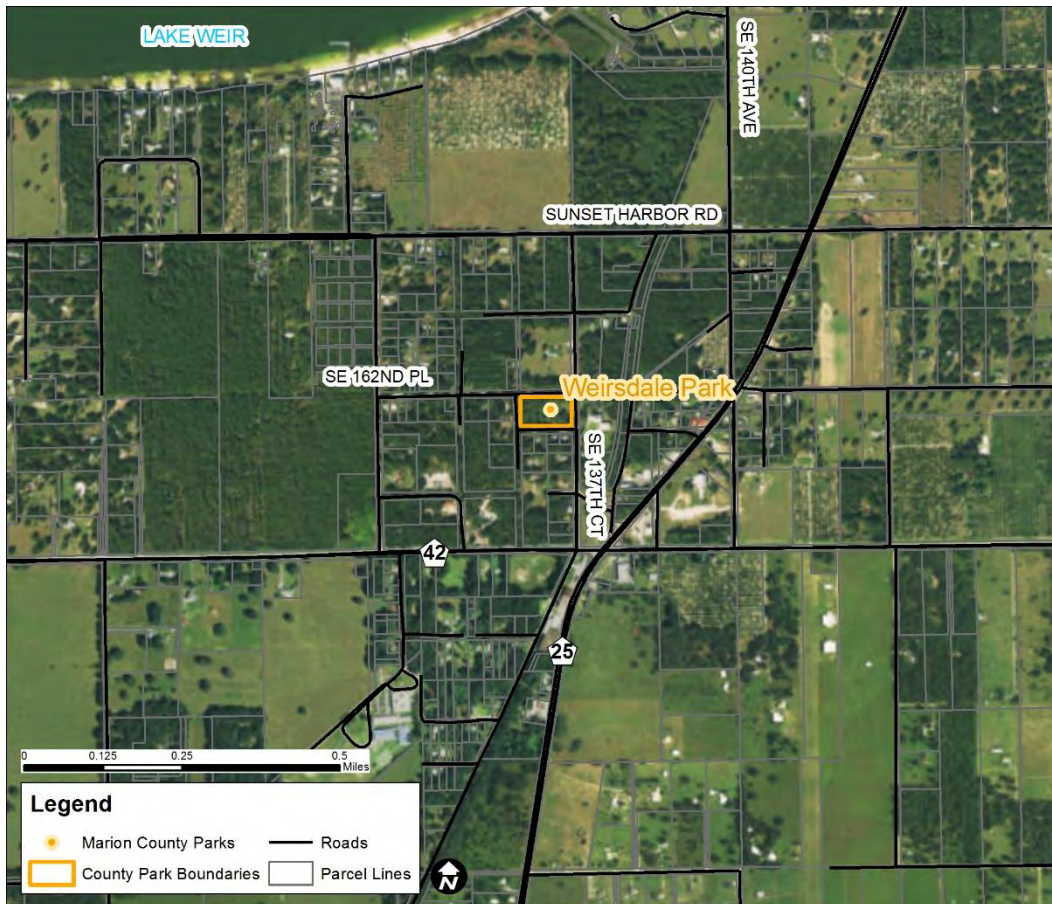 LAKE WEIR
SE 140TH AVE
SUNSET HARBOR RD
SE 162ND PL
Weirsdale Park
SE 137TH CT
42
25
0 0.125 0.25 0.5
Miles
Legend
Marion County Parks
Roads
County Park Boundaries
Parcel Lines
N